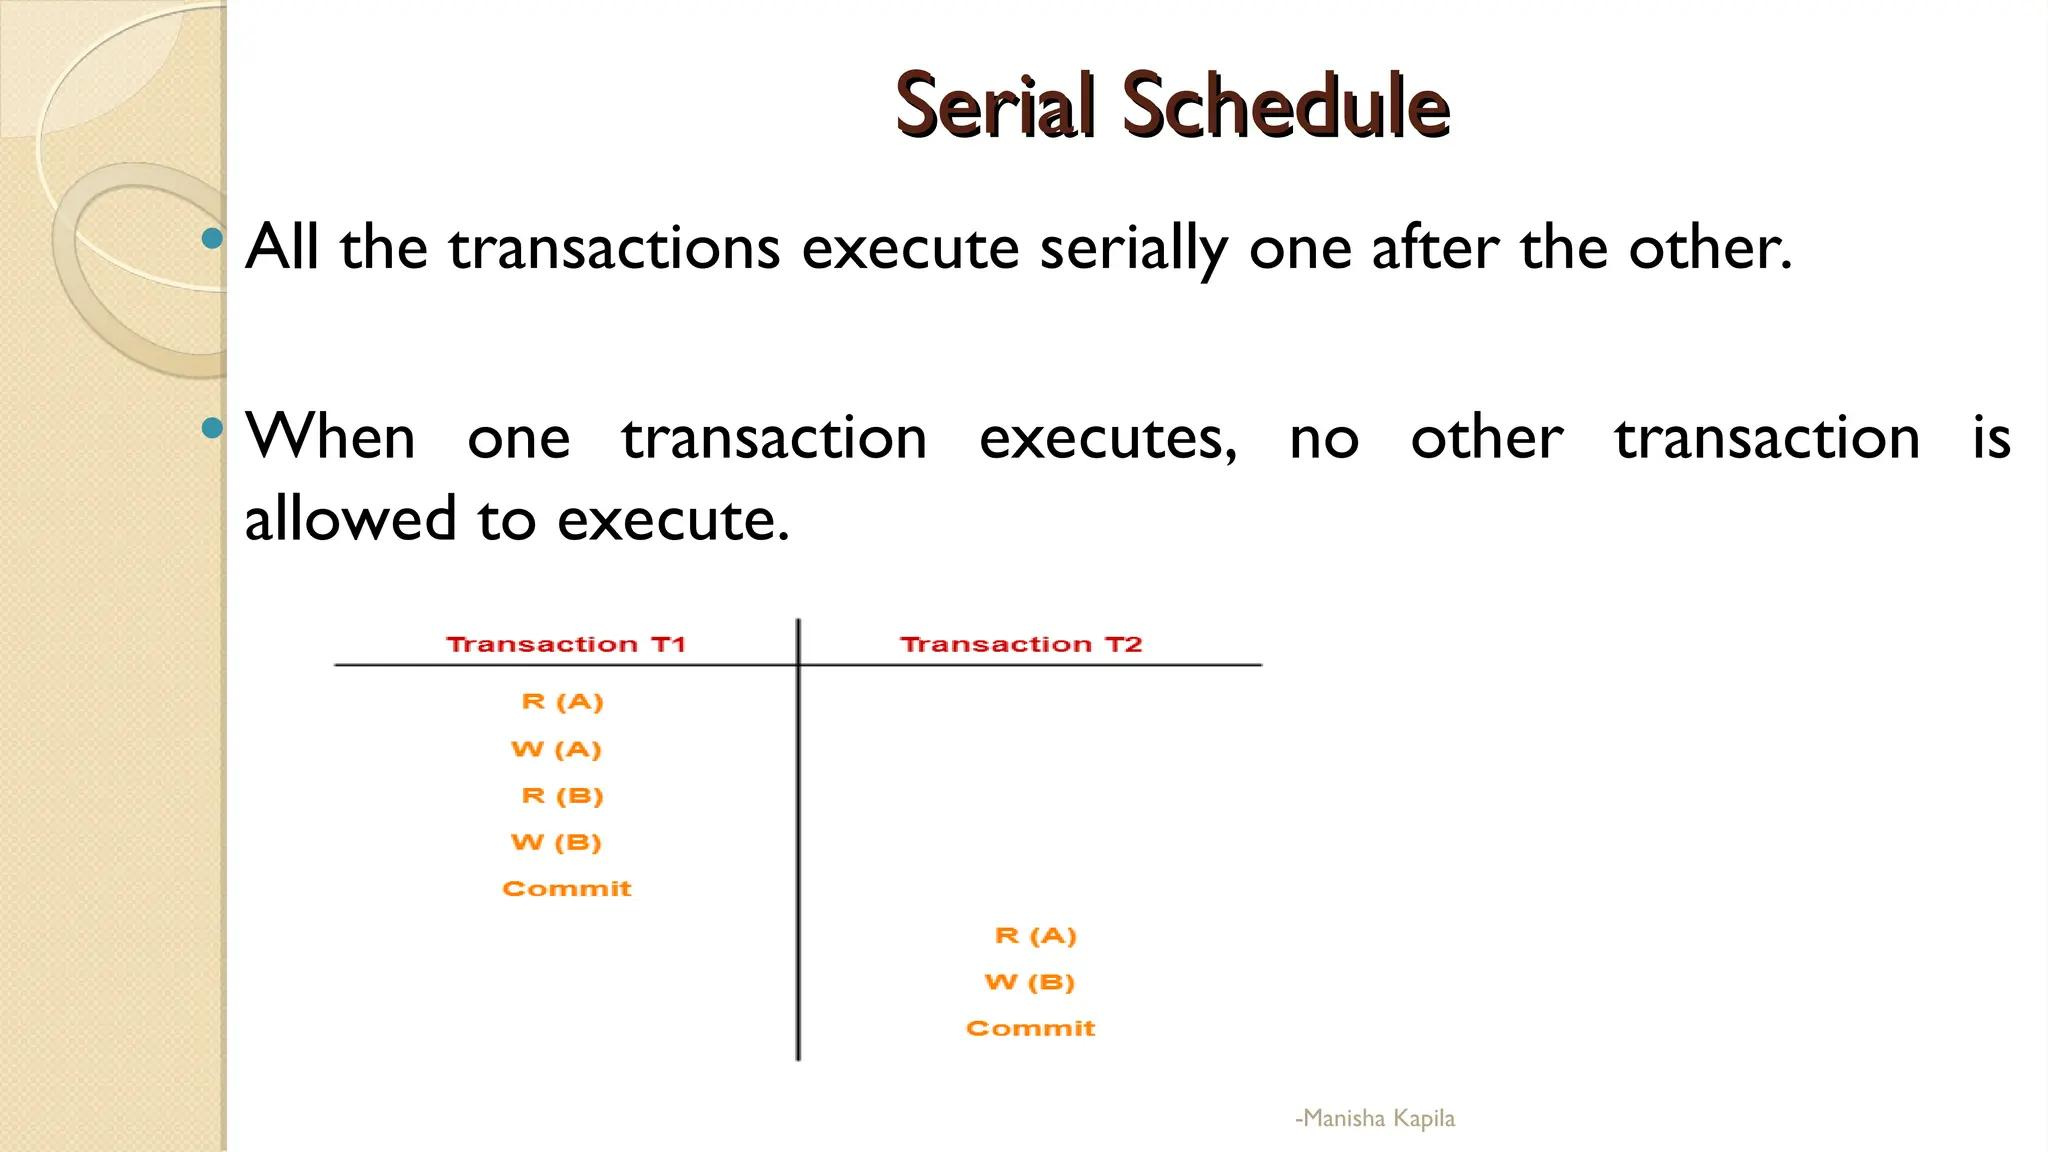 Serial Schedule
• All the transactions execute serially one after the other.
• When one transaction executes, no other transaction is
allowed to execute.
Transaction T1 Transaction T2
R (A)
W (A)
R (B)
W (B)
Commit
R (A)
W (B)
Commit
-Manisha Kapila